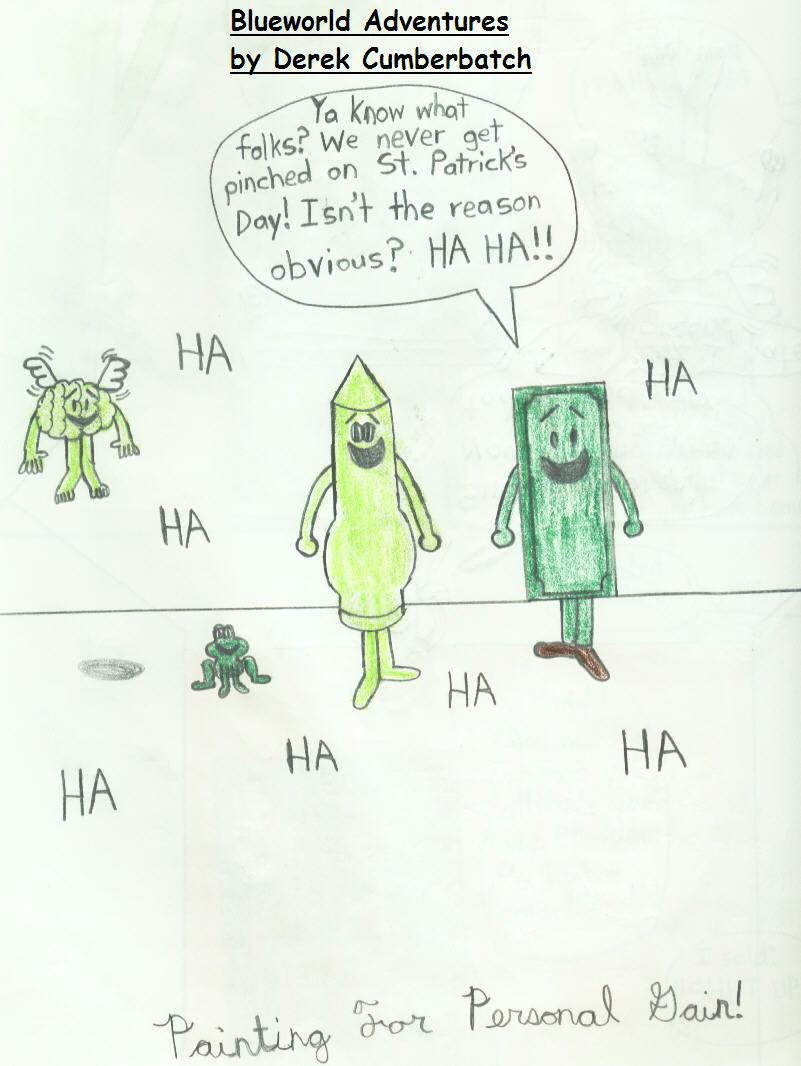 Blueworld Adventures
by Derek Cumberbatch
Ya Know what
folks? We never get
pinched on St. Patrick's
Day! Isn't the reason
obvious? HA HA!!
HA
HA
HA
HA
HA
HA
HA
Painting For Personal Gain!